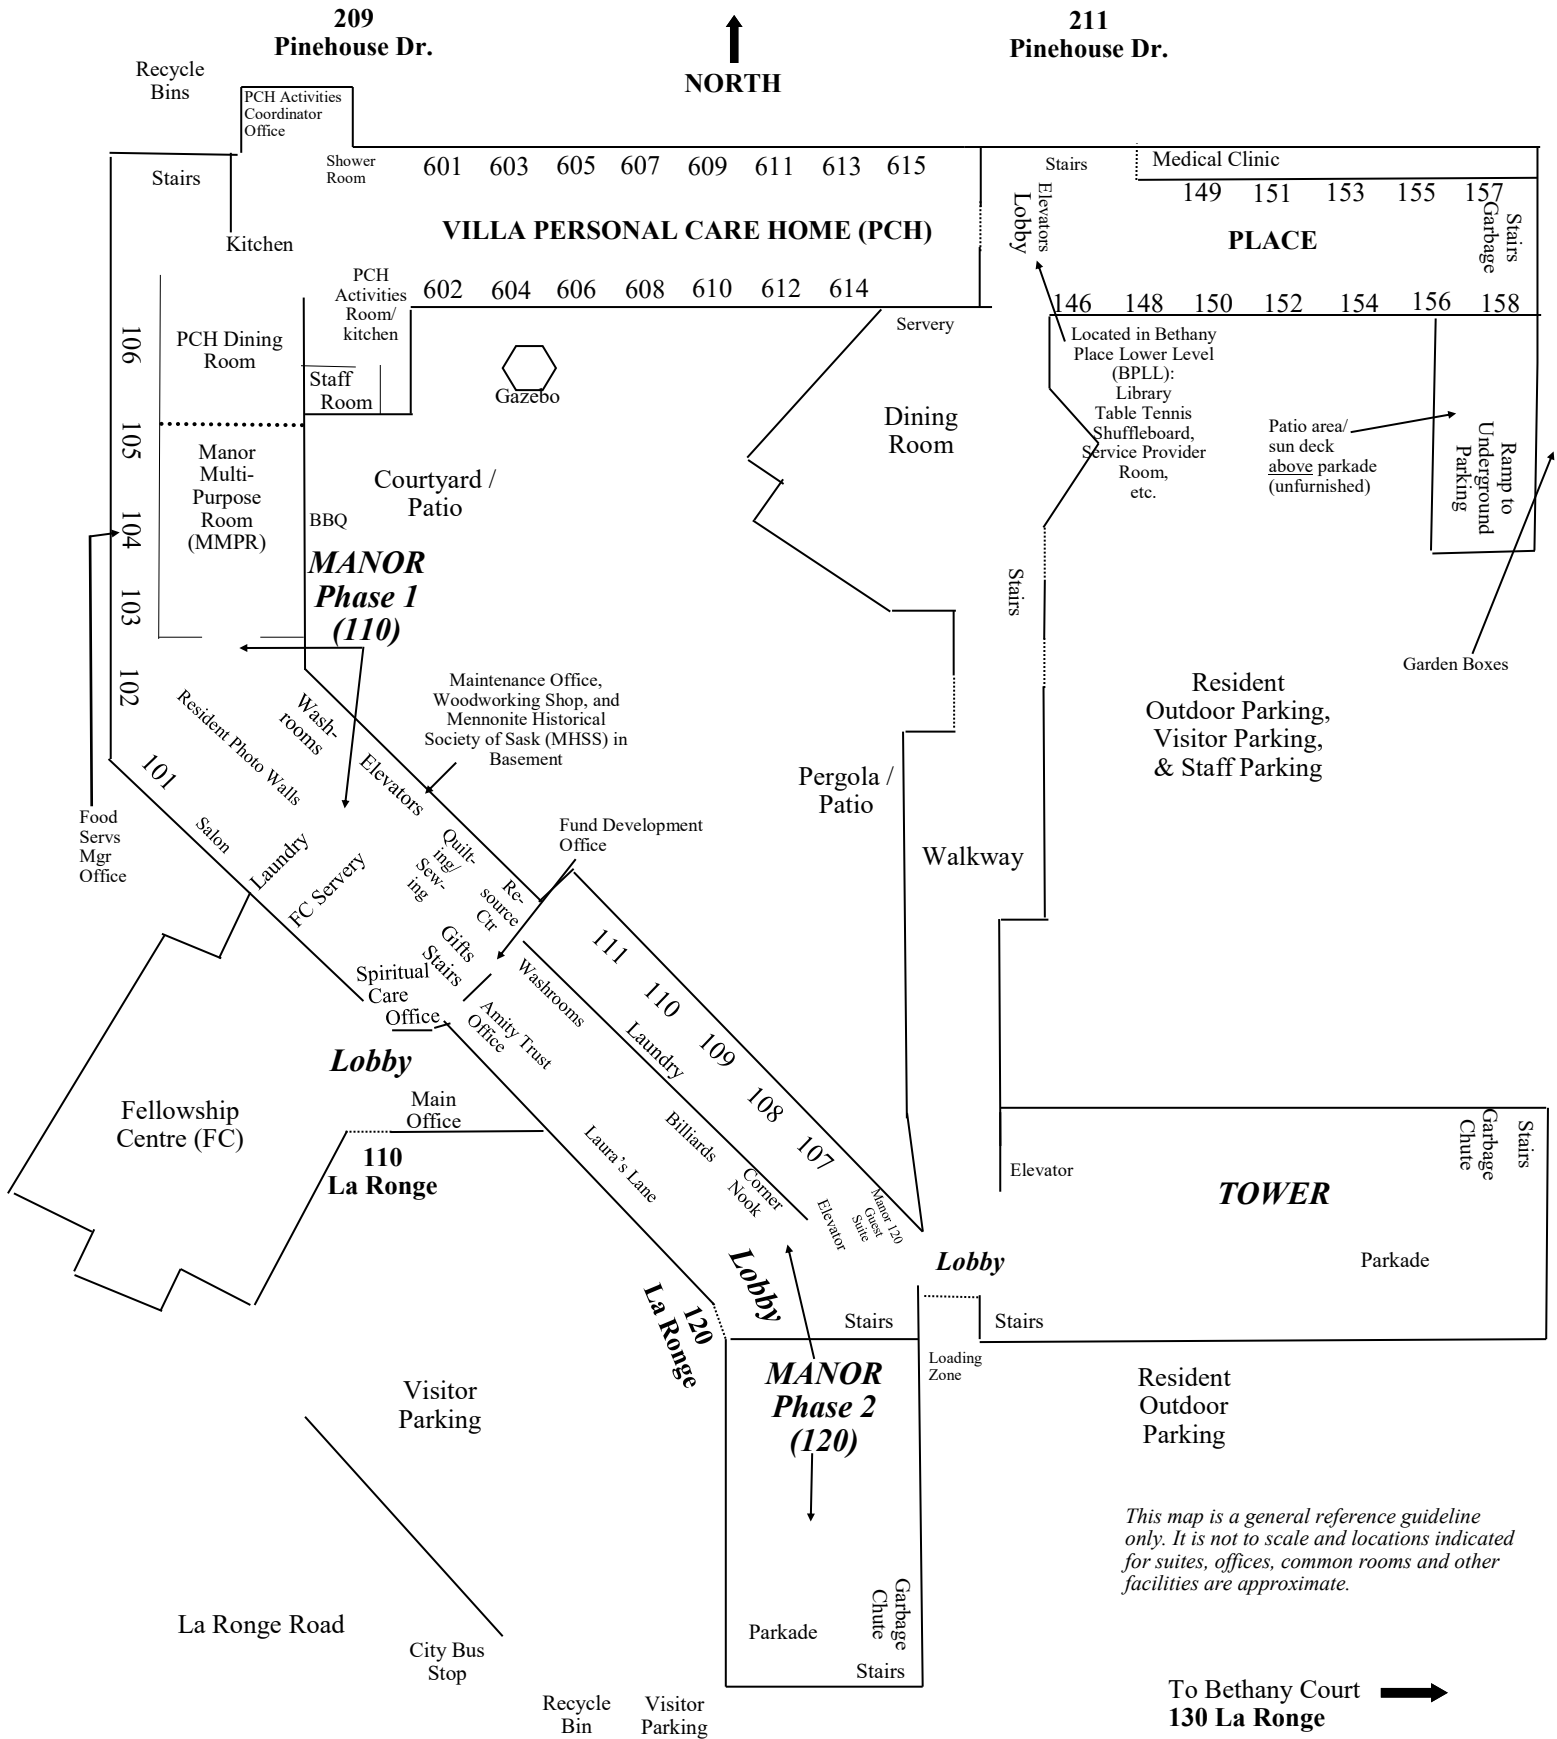 209
Pinehouse Dr.
NORTH
211
Pinehouse Dr.
Recycle
Bins
PCH Activities
Coordinator
Office
Stairs
Shower
Room
601 603 605 607 609 611 613 615
Stairs
Medical Clinic
149 151 153 155 157
Kitchen
VILLA PERSONAL CARE HOME (PCH)
Elevators
Lobby
PLACE
Garbage
Stairs
PCH
Activities
Room/
kitchen
602 604 606 608 610 612 614
146 148 150 152 154 156 158
Servery
106
PCH Dining
Room
Staff
Room
Gazebo
Dining
Room
Located in Bethany
Place Lower Level
(BPLL):
Library
Table Tennis
Shuffleboard,
Service Provider
Room,
etc.
Patio area/
sun deck
above parkade
(unfurnished)
Ramp to
Underground
Parking
105
Manor
Multi-
Purpose
Room
(MMPR)
Courtyard /
Patio
BBQ
104
MANOR
Phase 1
(110)
103
Stairs
Garden Boxes
102
Resident Photo Walls
Wash-
rooms
Maintenance Office,
Woodworking Shop, and
Mennonite Historical
Society of Sask (MHSS) in
Basement
Resident
Outdoor Parking,
Visitor Parking,
& Staff Parking
101
Elevators
Pergola /
Patio
Food
Servs
Mgr
Office
Salon
Laundry
FC Servery
Quilt-
ing/
Sew-
ing
Fund Development
Office
Walkway
Re-
source
Ctr
Gifts
Stairs
111
Spiritual
Care
Office
Washrooms
110
Amity Trust
Office
Laundry
109
Lobby
Fellowship
Centre (FC)
Main
Office
108
110
La Ronge
Billiards
107
Laura’s Lane
Corner
Nook
Elevator
Manor 120
Guest
Suite
Elevator
Garbage
Chute
Stairs
TOWER
Lobby
Lobby
Parkade
120
La Ronge
Stairs
Stairs
Loading
Zone
MANOR
Phase 2
(120)
Visitor
Parking
Resident
Outdoor
Parking
This map is a general reference guideline
only. It is not to scale and locations indicated
for suites, offices, common rooms and other
facilities are approximate.
La Ronge Road
City Bus
Stop
Parkade
Garbage
Chute
Stairs
Recycle
Bin
Visitor
Parking
To Bethany Court
130 La Ronge